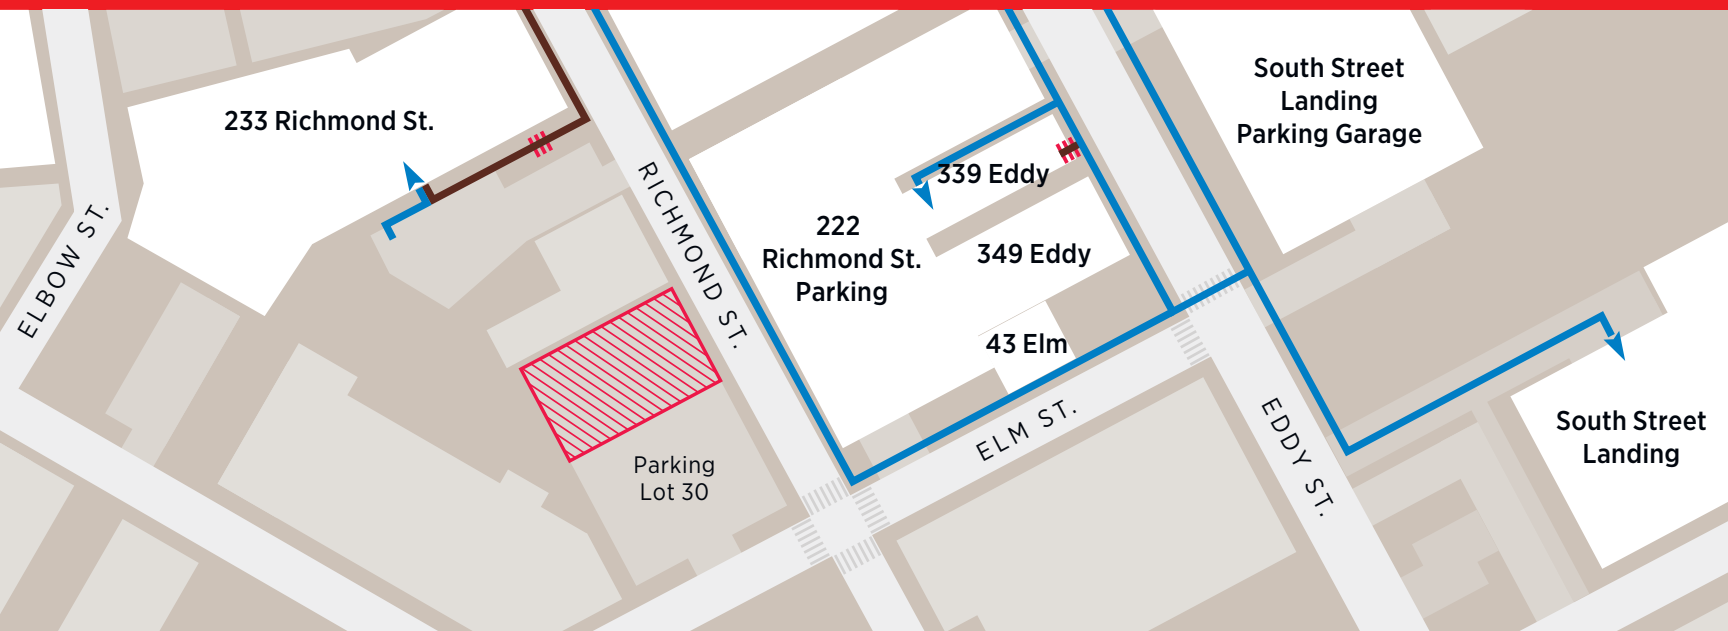 South Street
Landing
Parking Garage
233 Richmond St.
339 Eddy
222
Richmond St.
Parking
349 Eddy
ELBOW ST.
RICHMOND ST.
43 Elm
ELM ST.
EDDY ST.
South Street
Landing
Parking
Lot 30